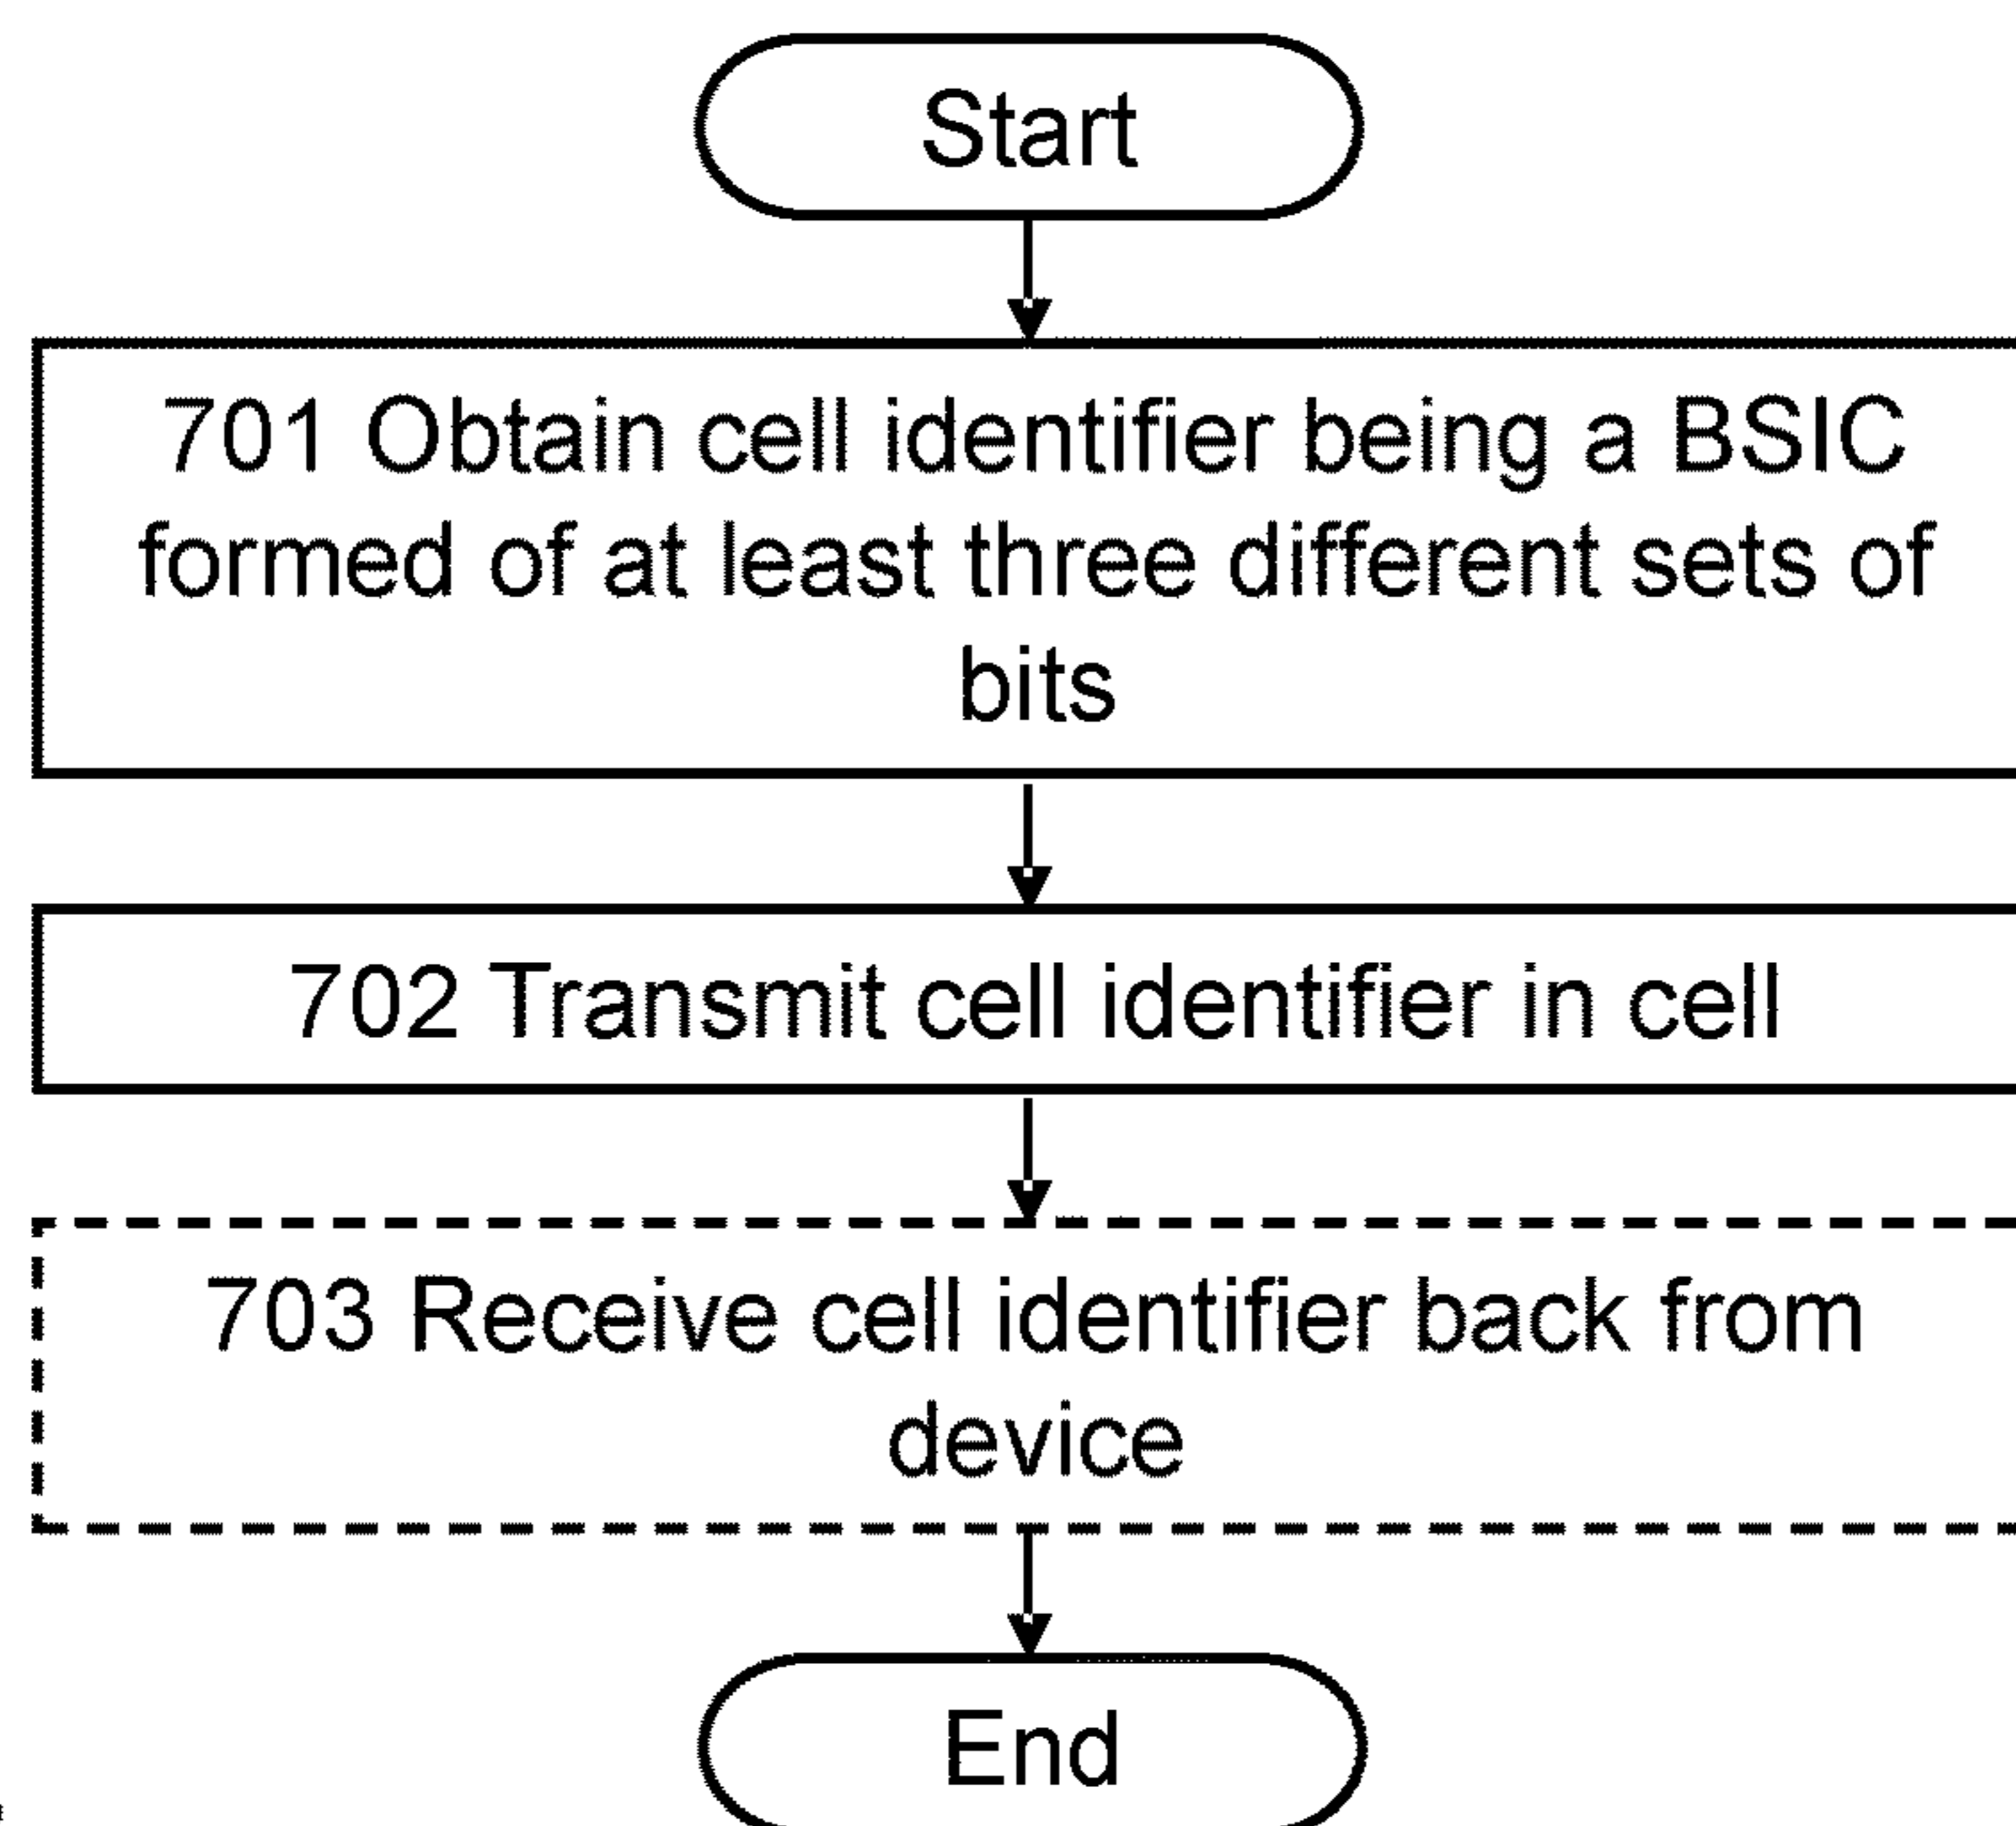 Start
701 Obtain cell identifier being a BSIC
formed of at least three different sets of
bits
702 Transmit cell identifier in cell
703 Receive cell identifier back from
device
End